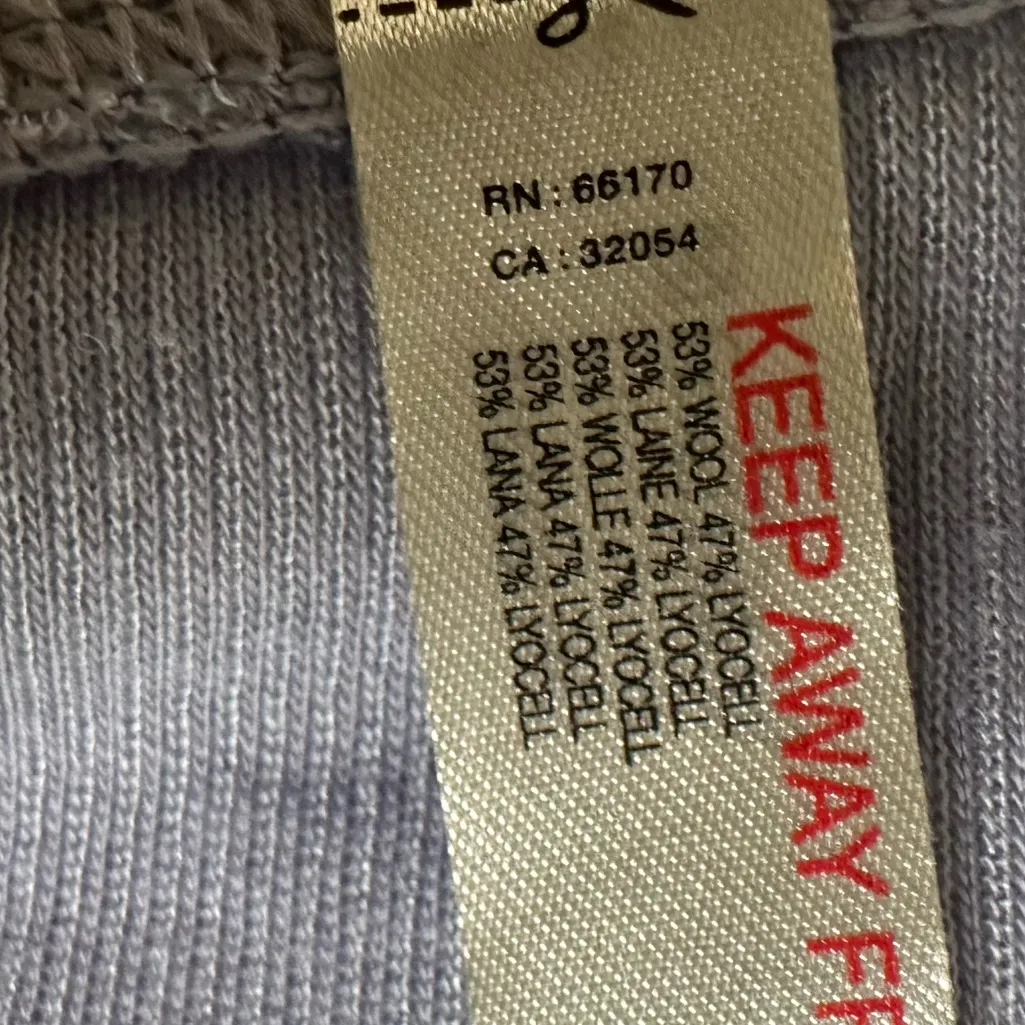 RN : 66170
CA : 32054
KEEP AWAY
53% WOOL 47% LYOCELL
53% LAINE 47% LYOCELL
53% WOLLE 47% LYOCELL
53% LANA 47% LYOCELL
53% LANA 47% LYOCELL